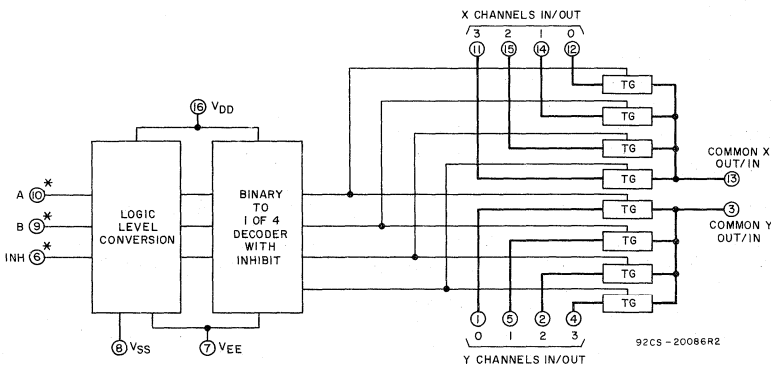 X CHANNELS IN/OUT
3 2 1 0
11 15 14 12
TG
TG
TG
TG
COMMON X
OUT/IN
13
16 VDD
A 10 *
B 9 *
INH 6 *
LOGIC
LEVEL
CONVERSION
BINARY
TO
1 OF 4
DECODER
WITH
INHIBIT
TG
TG
TG
TG
3
COMMON Y
OUT/IN
8 VSS
7 VEE
1 5 2 4
0 1 2 3
Y CHANNELS IN/OUT
92CS-20086R2